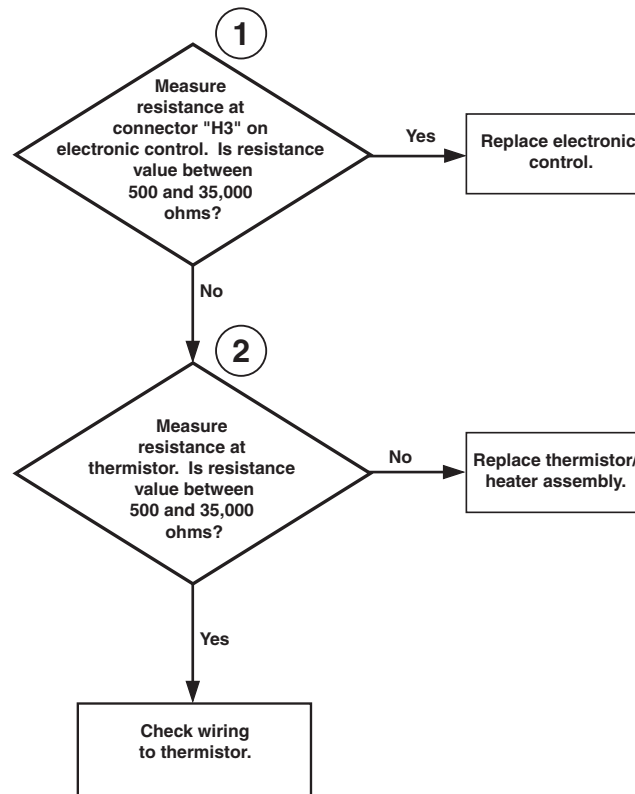 1
Measure
resistance at
connector "H3" on
electronic control. Is resistance
value between
500 and 35,000
ohms?
Yes
Replace electronic
control.
No
2
Measure
resistance at
thermistor. Is resistance
value between
500 and 35,000
ohms?
No
Replace thermistor/
heater assembly.
Yes
Check wiring
to thermistor.